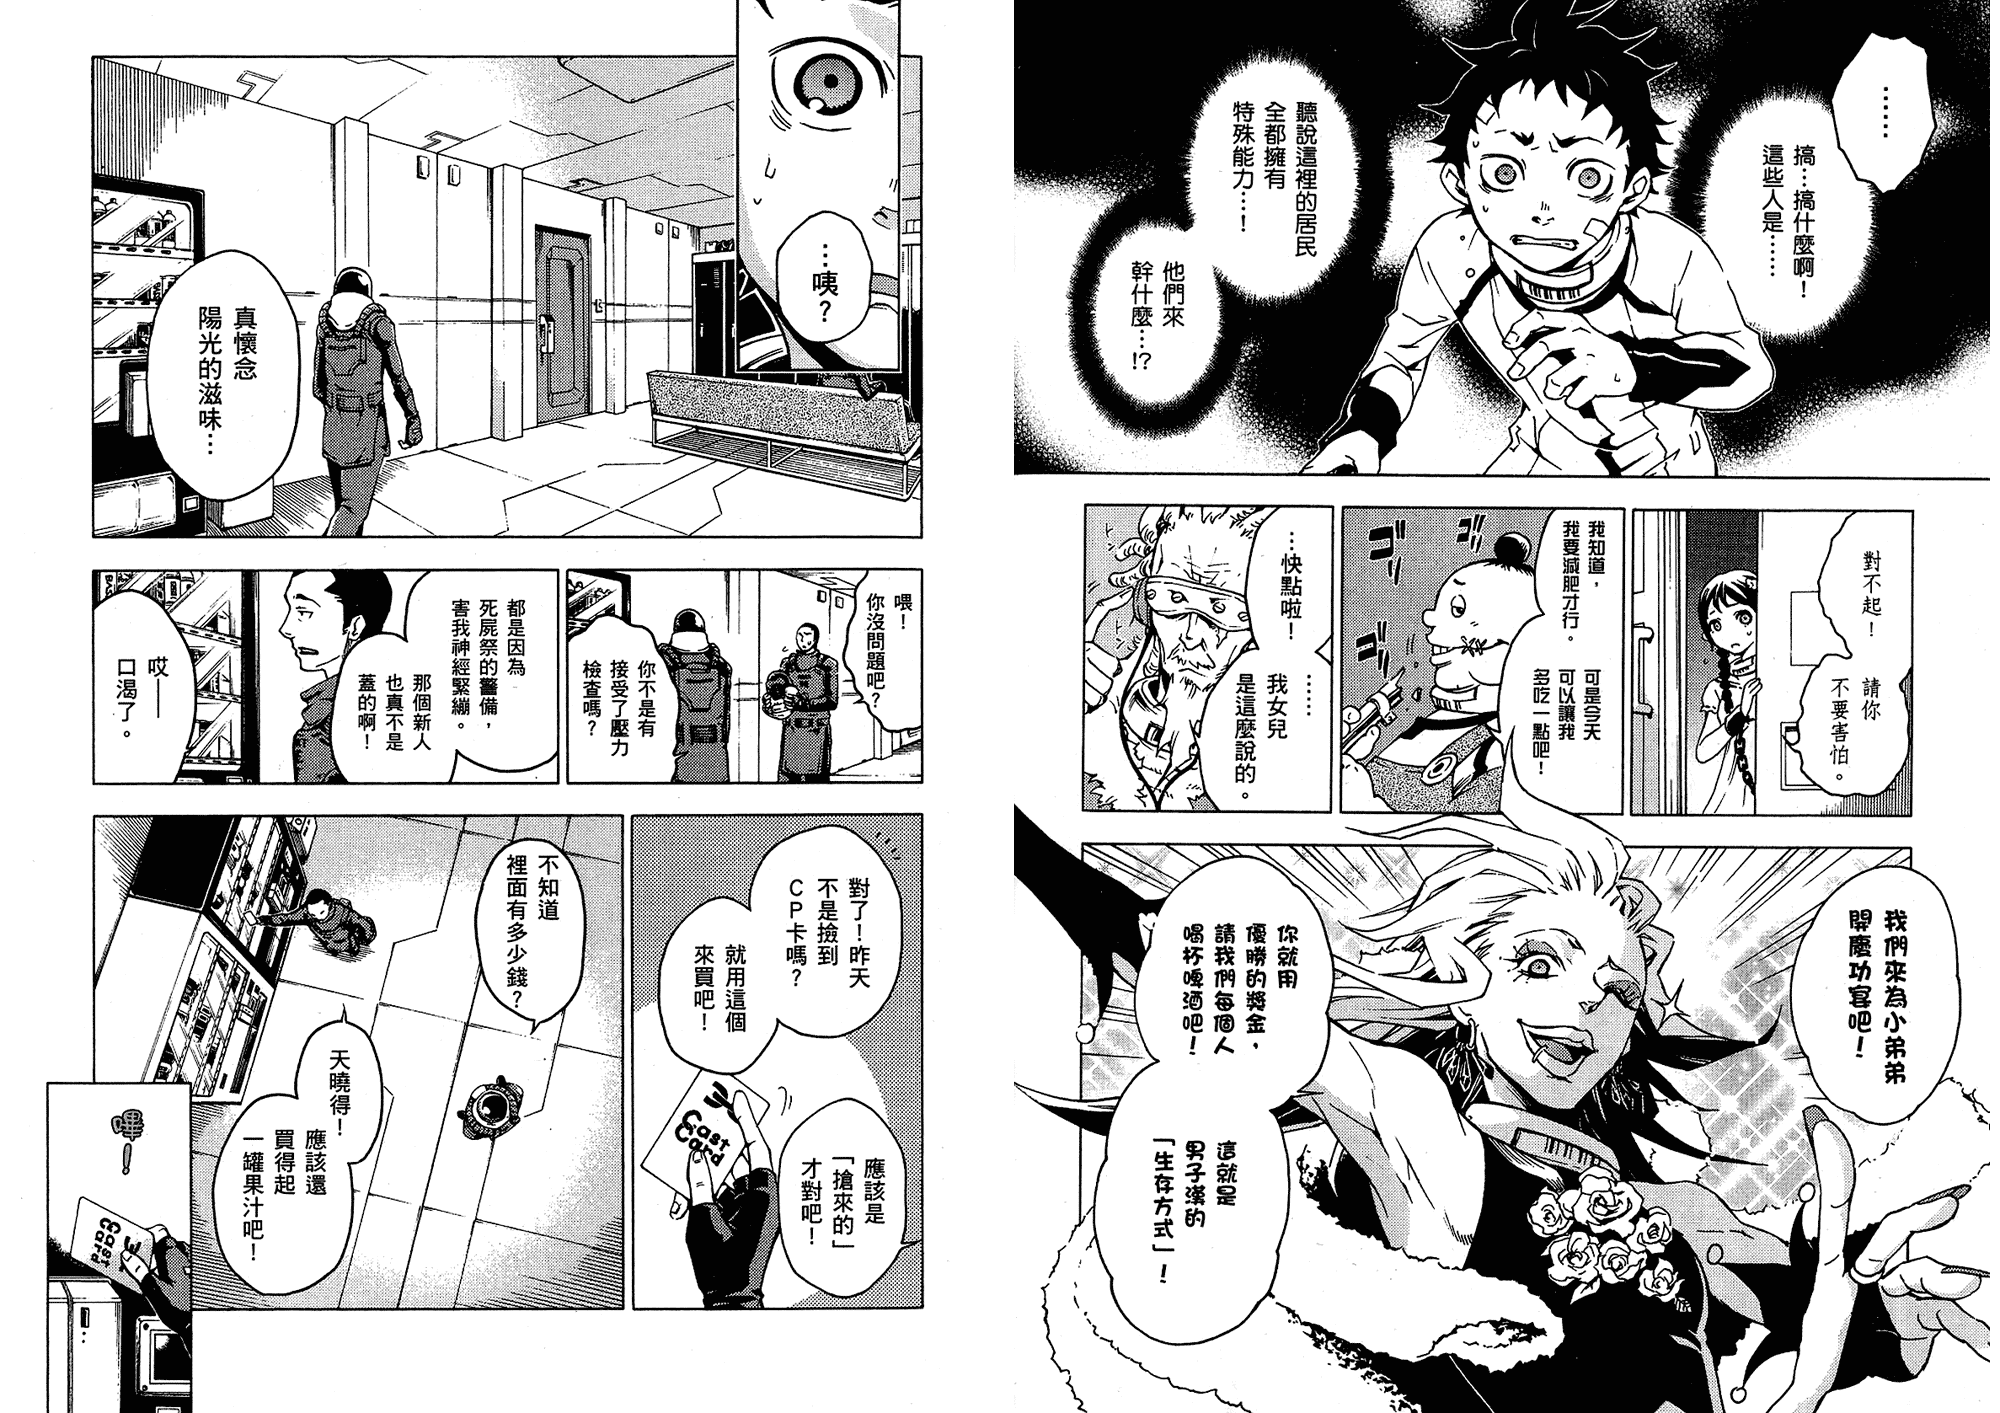 ……
搞…搞什麼啊！
這些人是……
聽說這裡的居民
全都擁有
特殊能力…！
他們來
幹什麼…!?
對不起！
請你
不要害怕。
我知道，
我要減肥才行。
可是今天
可以讓我
多吃一點吧！
ゴゴ
ゴゴ
…快點啦！
……
我女兒
是這麼說的。
我們來為小弟弟
開慶功宴吧！
你就用
優勝的獎金，
請我們每個人
喝杯啤酒吧！
這就是
男子漢的
「生存方式」！
…咦？
真懷念
陽光的滋味…
喂！
你沒問題吧？
你不是有
接受了壓力
檢查嗎？
都是因為
死屍祭的警備，
害我神經緊繃。
那個新人
也真不是
蓋的啊！
哎——
口渴了。
對了！昨天
不是撿到
ＣＰ卡嗎？
就用這個
來買吧！
應該是
「搶來的」
才對吧！
Cast
Card
不知道
裡面有多少錢？
天曉得！
應該還
買得起
一罐果汁吧！
嗶！
Cast
Card